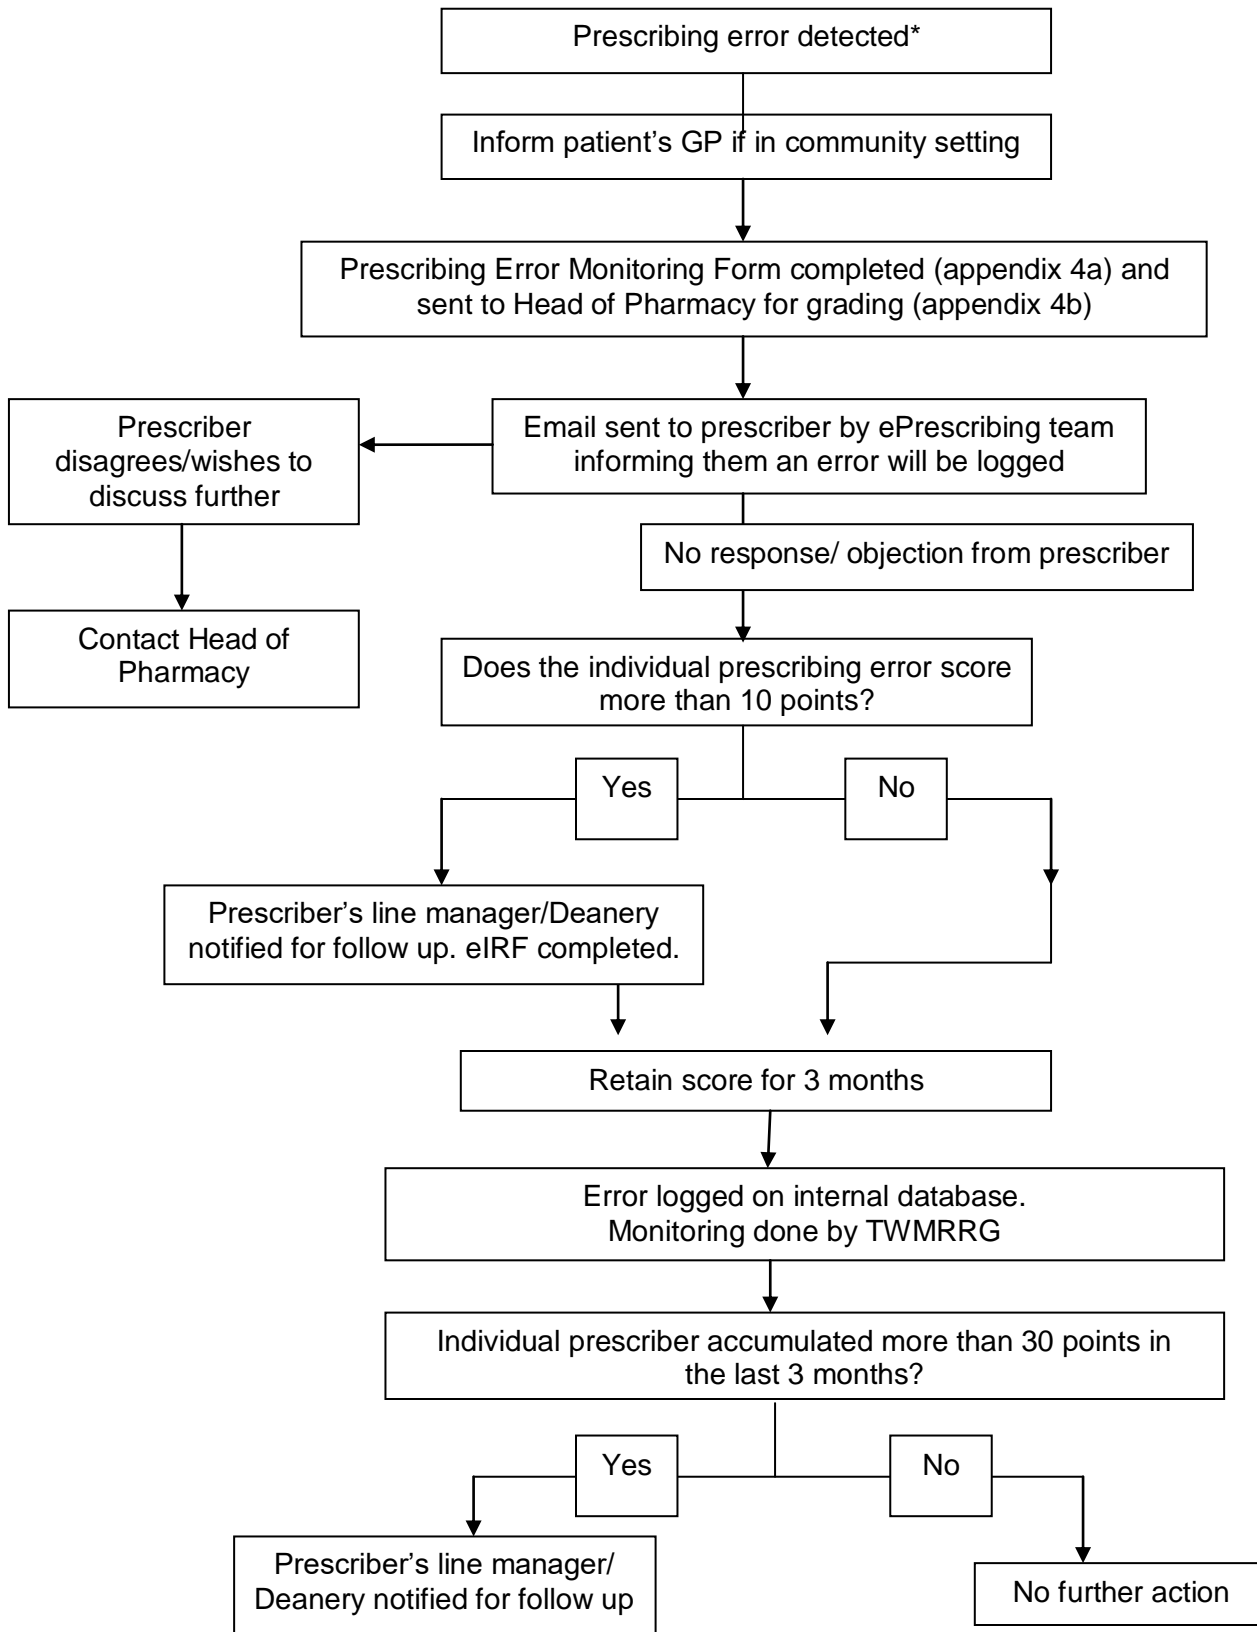 Prescribing error detected*
Inform patient's GP if in community setting
Prescribing Error Monitoring Form completed (appendix 4a) and
sent to Head of Pharmacy for grading (appendix 4b)
Email sent to prescriber by ePrescribing team
informing them an error will be logged
Prescriber
disagrees/wishes to
discuss further
Contact Head of
Pharmacy
No response/ objection from prescriber
Does the individual prescribing error score
more than 10 points?
Yes
No
Prescriber's line manager/Deanery
notified for follow up. eIRF completed.
Retain score for 3 months
Error logged on internal database.
Monitoring done by TWMRRG
Individual prescriber accumulated more than 30 points in
the last 3 months?
Yes
No
Prescriber's line manager/
Deanery notified for follow up
No further action